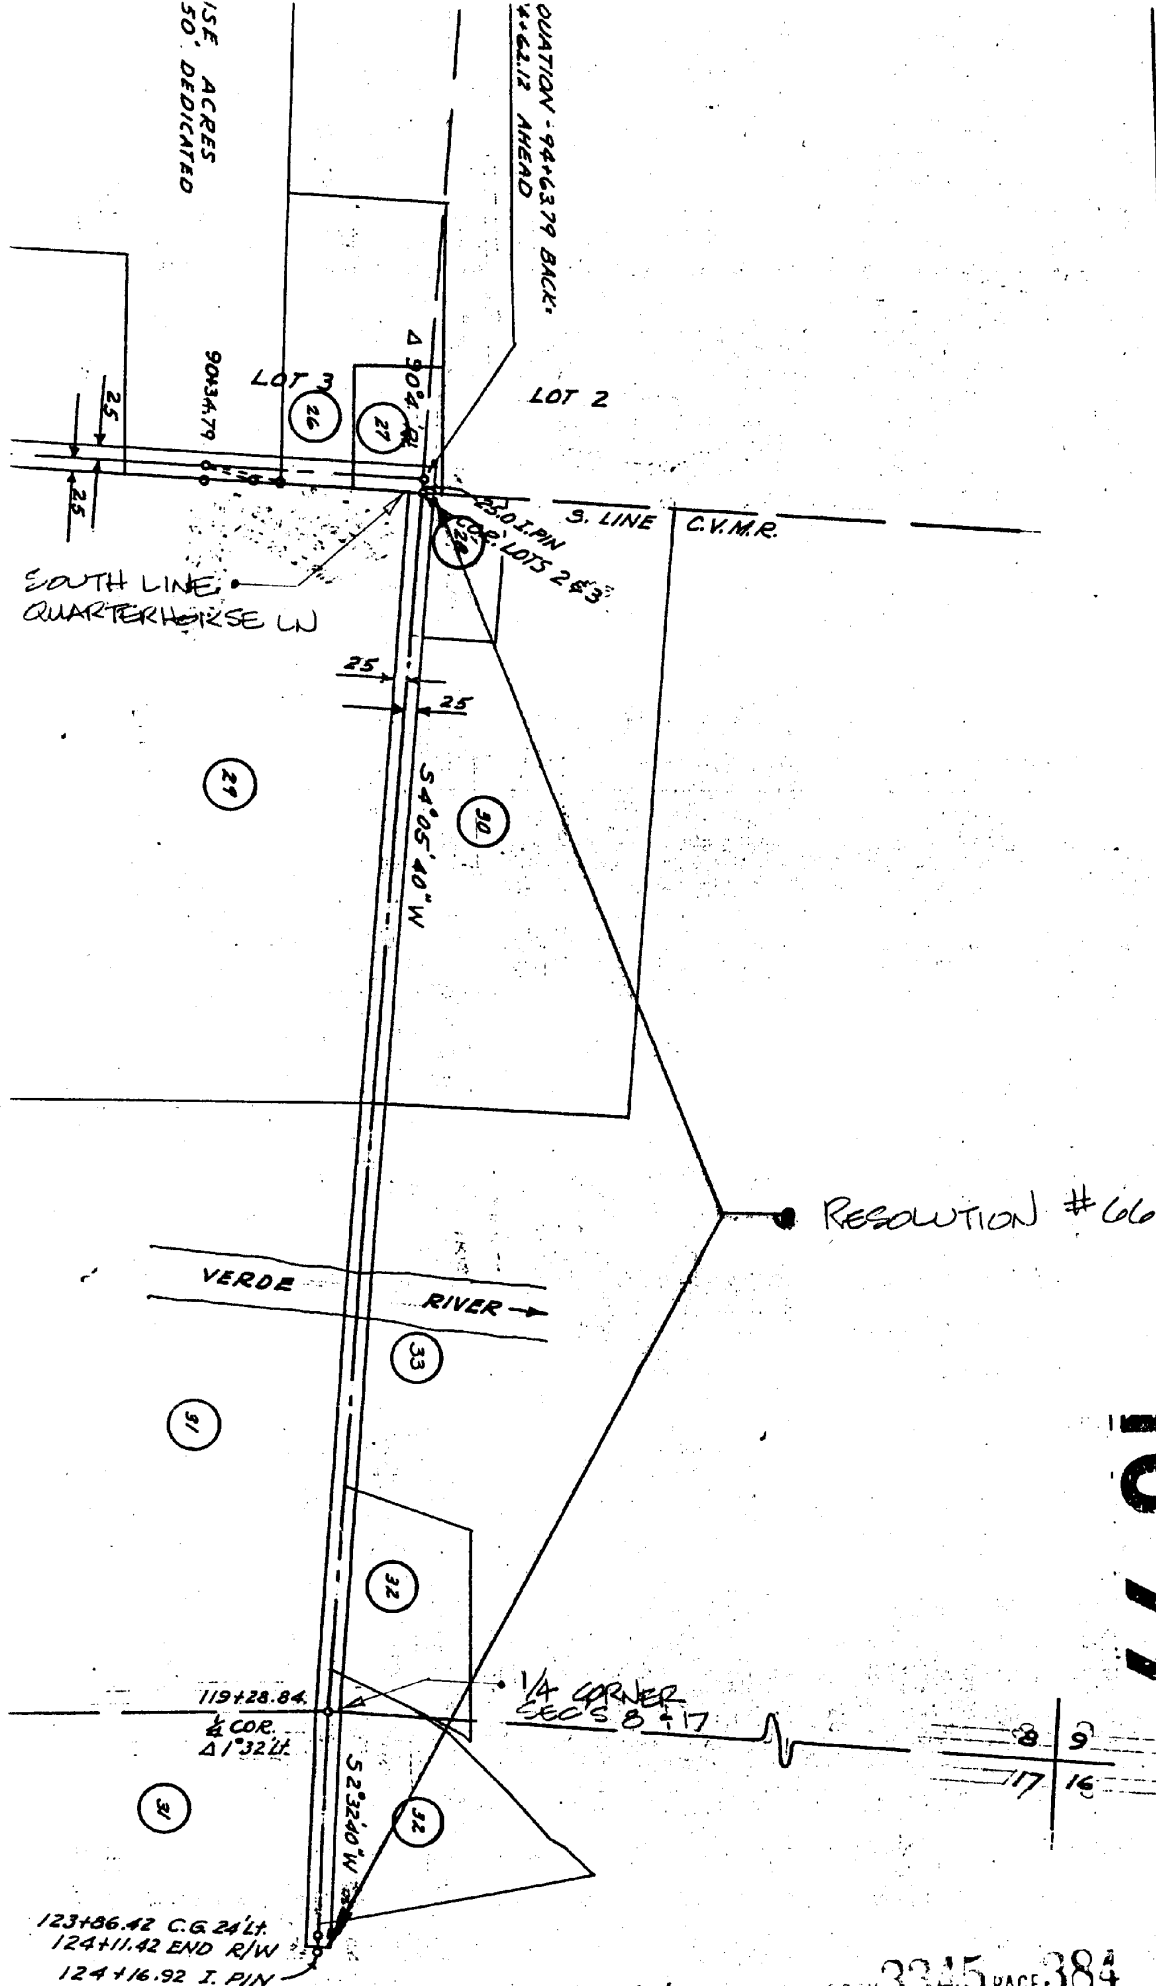 ISE ACRES
50' DEDICATED
QUATION - 94+63.79 BACK=
4+62.12 AHEAD
LOT 3
26
27
LOT 2
90+34.79
25
25
25.0 I.PIN
COR. LOTS 2 & 3
28
S. LINE C.V.M.R.
SOUTH LINE
QUARTERHORSE LN
25
25
29
30
S 4° 05' 40" W
RESOLUTION # 66
VERDE RIVER
33
31
32
119+28.84
1/4 COR.
Δ 1°32' Lt.
1/4 CORNER
SEC'S 8 & 17
8 9
17 16
31
32
S 2°32'40" W
123+86.42 C.G. 24' Lt.
124+11.42 END R/W
124+16.92 I. PIN
3345 PAGE 384